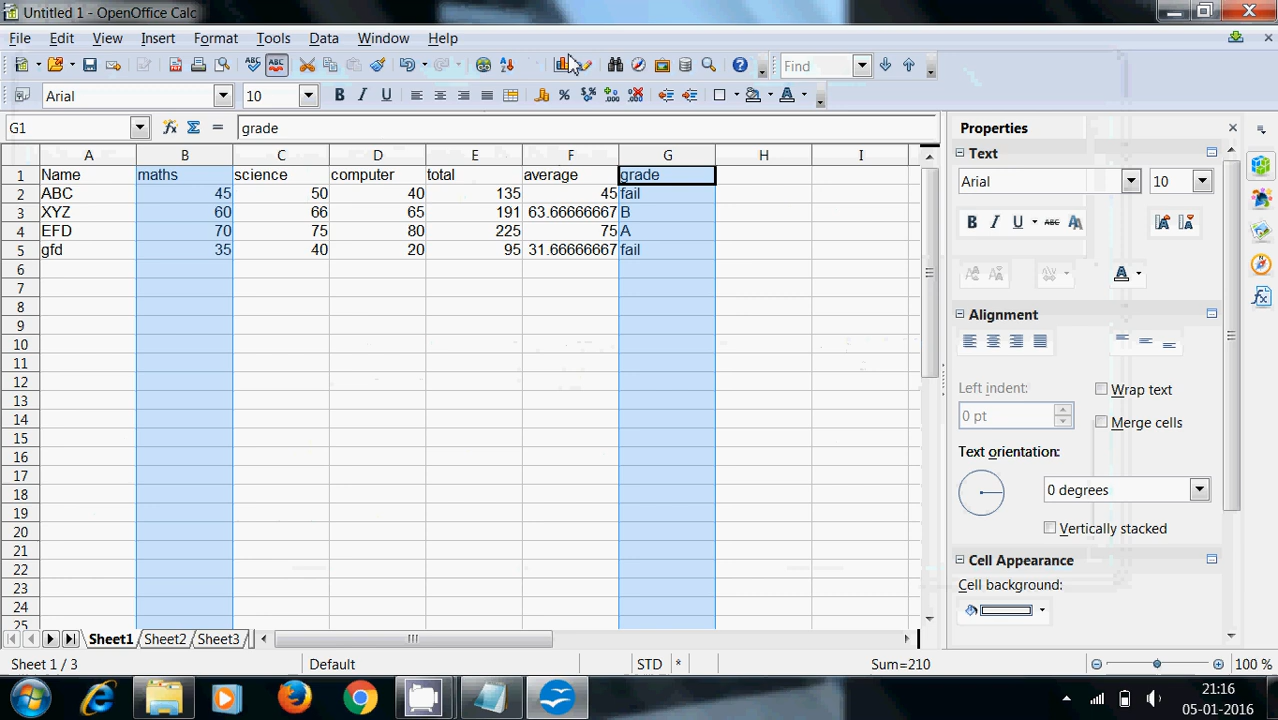 Untitled 1 - OpenOffice Calc
File Edit View Insert Format Tools Data Window Help
ABC ABC Find
Arial 10 B I U
G1 grade
A B C D E F G H I
1 Name maths science computer total average grade
2 ABC 45 50 40 135 45 fail
3 XYZ 60 66 65 191 63.66666667 B
4 EFD 70 75 80 225 75 A
5 gfd 35 40 20 95 31.66666667 fail
6
7
8
9
10
11
12
13
14
15
16
17
18
19
20
21
22
23
24
25
Sheet1 Sheet2 Sheet3
Sheet 1 / 3 Default STD * Sum=210 100 %
Properties
Text
Arial 10
B I U ABC
Alignment
Left indent:
0 pt
Wrap text
Merge cells
Text orientation:
0 degrees
Vertically stacked
Cell Appearance
Cell background:
21:16
05-01-2016